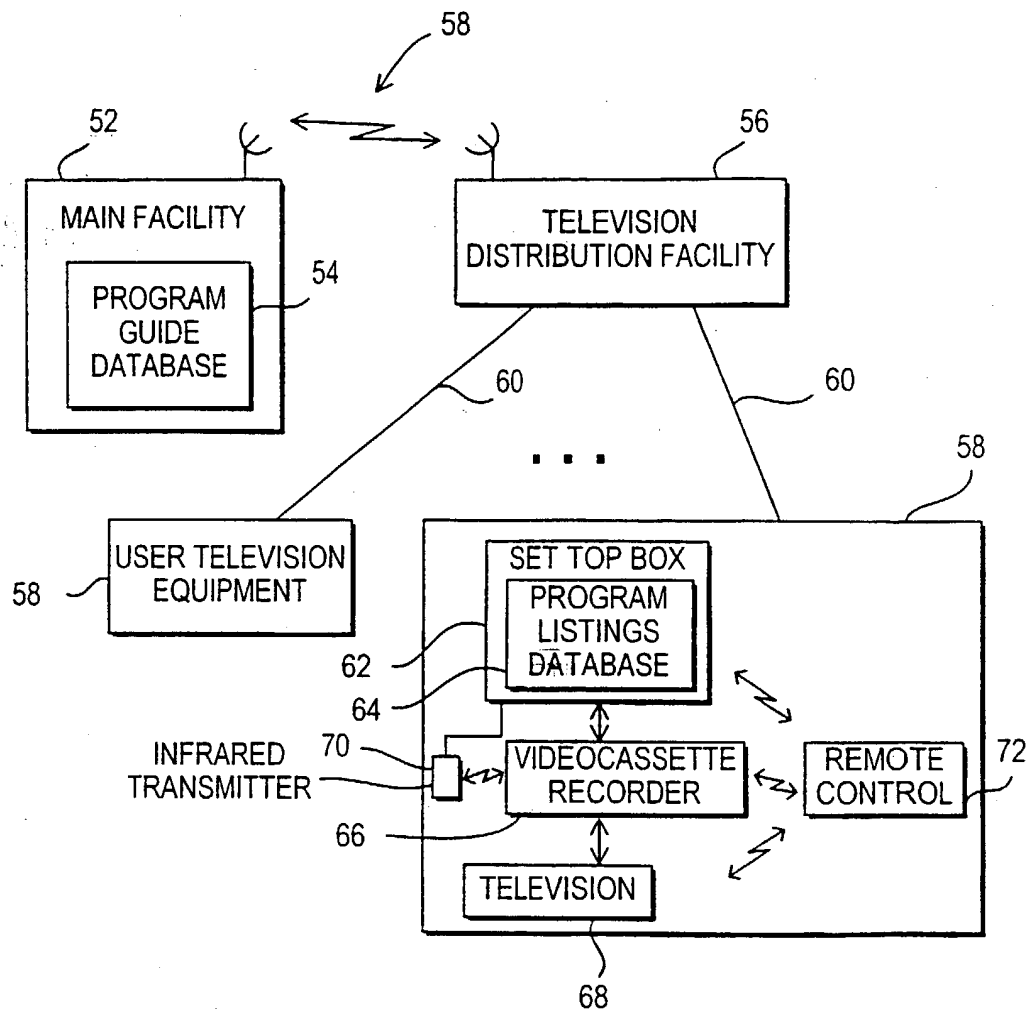 58
52
56
MAIN FACILITY
54
PROGRAM
GUIDE
DATABASE
TELEVISION
DISTRIBUTION FACILITY
60
60
. . .
58
USER TELEVISION
EQUIPMENT
58
SET TOP BOX
PROGRAM
LISTINGS
DATABASE
62
64
70
INFRARED
TRANSMITTER
VIDEOCASSETTE
RECORDER
66
REMOTE
CONTROL
72
TELEVISION
68